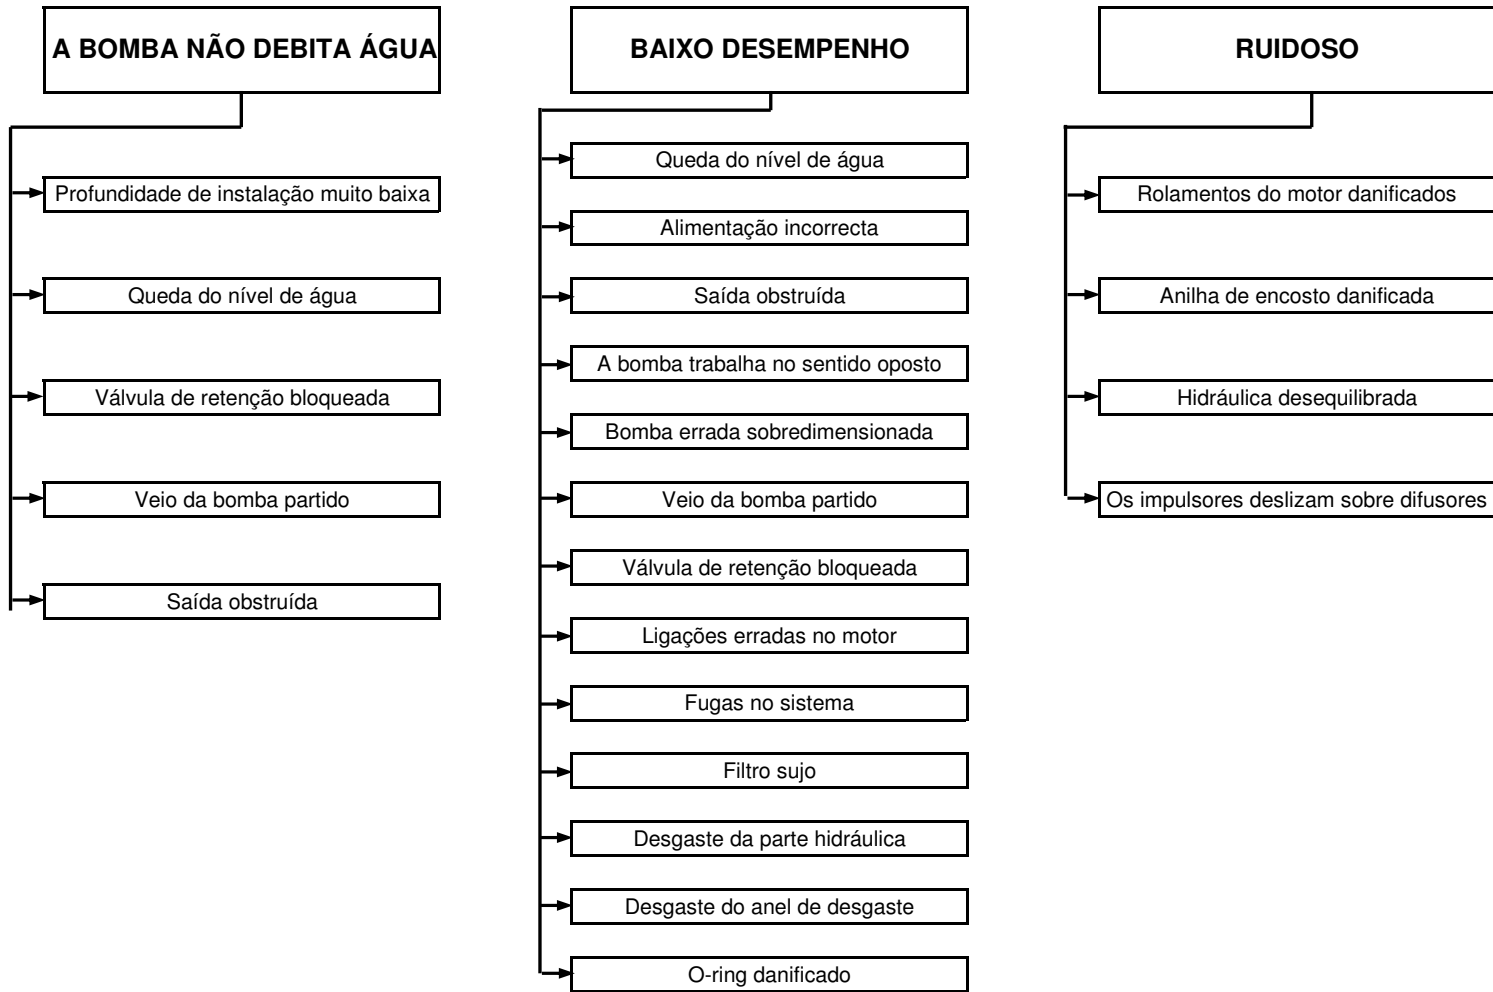 A BOMBA NÃO DEBITA ÁGUA
Profundidade de instalação muito baixa
Queda do nível de água
Válvula de retenção bloqueada
Veio da bomba partido
Saída obstruída
BAIXO DESEMPENHO
Queda do nível de água
Alimentação incorrecta
Saída obstruída
A bomba trabalha no sentido oposto
Bomba errada sobredimensionada
Veio da bomba partido
Válvula de retenção bloqueada
Ligações erradas no motor
Fugas no sistema
Filtro sujo
Desgaste da parte hidráulica
Desgaste do anel de desgaste
O-ring danificado
RUIDOSO
Rolamentos do motor danificados
Anilha de encosto danificada
Hidráulica desequilibrada
Os impulsores deslizam sobre difusores